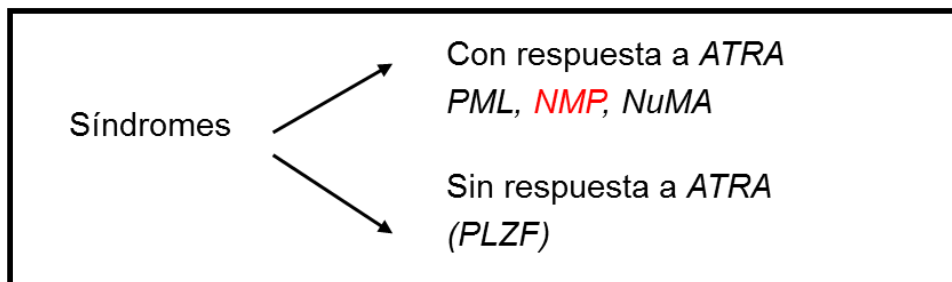 Síndromes
Con respuesta a ATRA
PML, NMP, NuMA
Sin respuesta a ATRA
(PLZF)